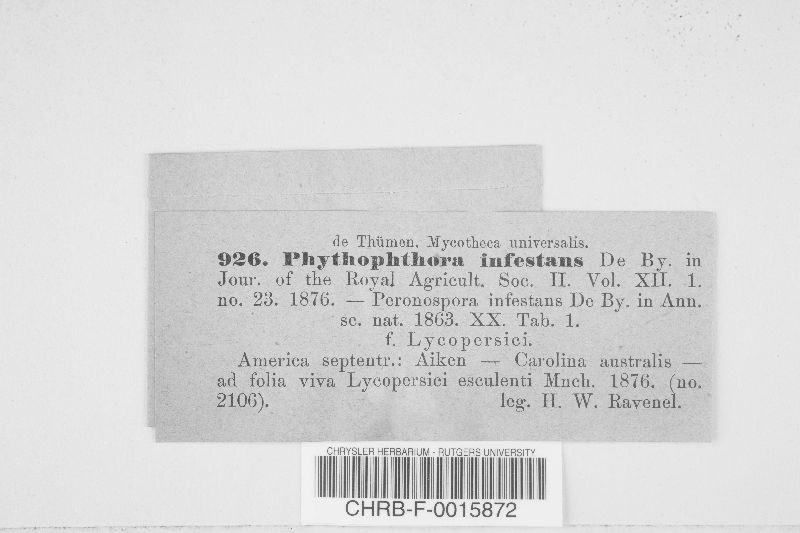 de Thümen, Mycotheca universalis.
926. Phythophthora infestans De By. in
Jour. of the Royal Agricult. Soc. II. Vol. XII. 1.
no. 23. 1876. — Peronospora infestans De By. in Ann.
sc. nat. 1863. XX. Tab. 1.
f. Lycopersici.
America septentr.: Aiken — Carolina australis —
ad folia viva Lycopersici esculenti Mnch. 1876. (no.
2106). leg. H. W. Ravenel.
CHRYSLER HERBARIUM - RUTGERS UNIVERSITY
CHRB-F-0015872